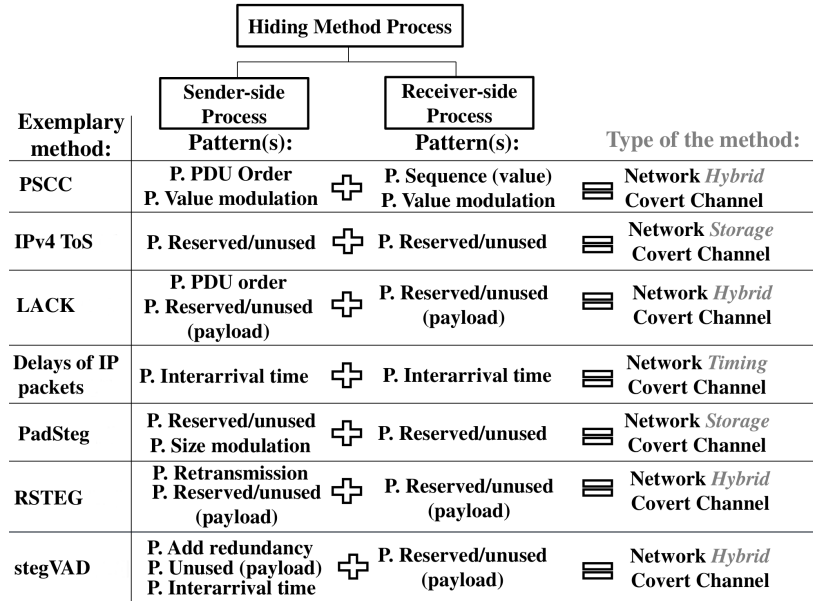 Hiding Method Process
Sender-side
Process
Receiver-side
Process
Exemplary
method:
Pattern(s):
Pattern(s):
Type of the method:
PSCC
P. PDU Order
P. Value modulation
P. Sequence (value)
P. Value modulation
Network Hybrid
Covert Channel
IPv4 ToS
P. Reserved/unused
P. Reserved/unused
Network Storage
Covert Channel
LACK
P. PDU order
P. Reserved/unused
(payload)
P. Reserved/unused
(payload)
Network Hybrid
Covert Channel
Delays of IP
packets
P. Interarrival time
P. Interarrival time
Network Timing
Covert Channel
PadSteg
P. Reserved/unused
P. Size modulation
P. Reserved/unused
Network Storage
Covert Channel
RSTEG
P. Retransmission
P. Reserved/unused
(payload)
P. Reserved/unused
(payload)
Network Hybrid
Covert Channel
stegVAD
P. Add redundancy
P. Unused (payload)
P. Interarrival time
P. Reserved/unused
(payload)
Network Hybrid
Covert Channel